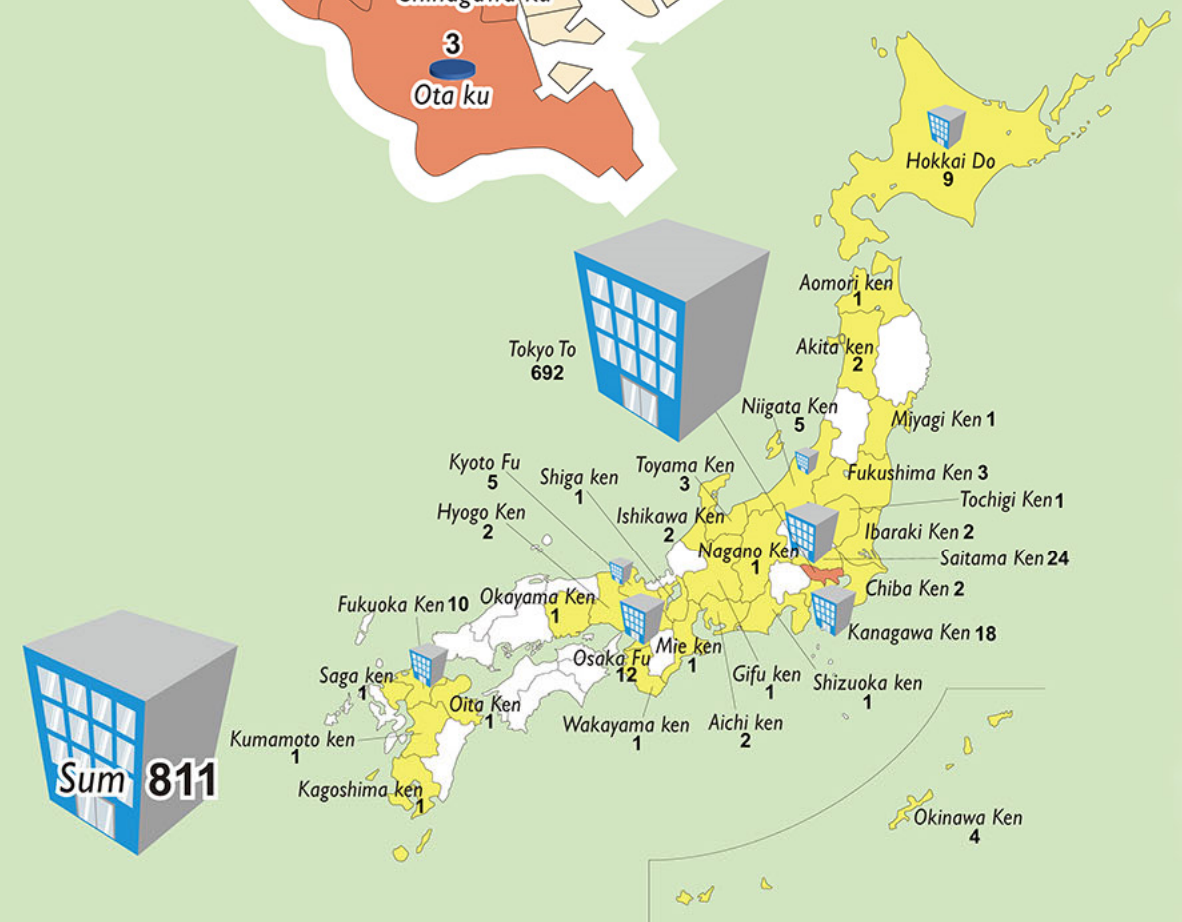 3
Ota ku
Hokkai Do
9
Aomori ken
1
Akita ken
2
Tokyo To
692
Niigata Ken
5
Miyagi Ken 1
Kyoto Fu
5
Shiga ken
1
Toyama Ken
3
Fukushima Ken 3
Tochigi Ken 1
Hyogo Ken
2
Ishikawa Ken
2
Ibaraki Ken 2
Nagano Ken
1
Saitama Ken 24
Chiba Ken 2
Okayama Ken
1
Fukuoka Ken 10
Kanagawa Ken 18
Osaka Fu
12
Mie ken
1
Saga ken
1
Gifu ken
1
Shizuoka ken
1
Oita Ken
1
Wakayama ken
1
Aichi ken
2
Kumamoto ken
1
Sum 811
Kagoshima ken
1
Okinawa Ken
4